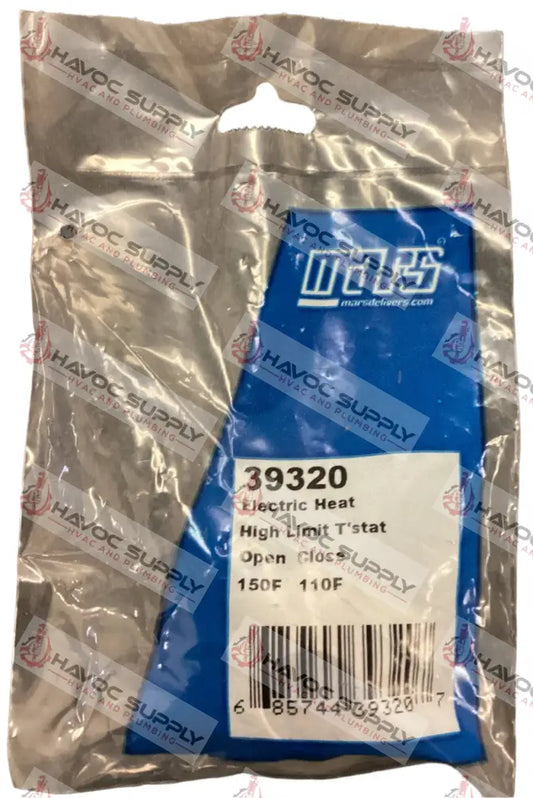 HAVOC SUPPLY
HVAC AND PLUMBING
mars
marsdelivers.com
39320
Electric Heat
High Limit T'stat
Open Close
150F 110F
6 85744 39320 7